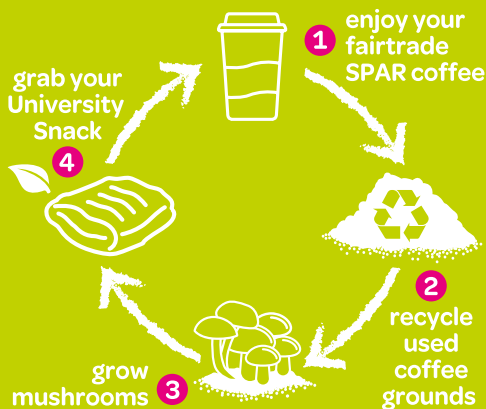 1
enjoy your
fairtrade
SPAR coffee
2
recycle
used
coffee
grounds
3
grow
mushrooms
grab your
University
Snack
4